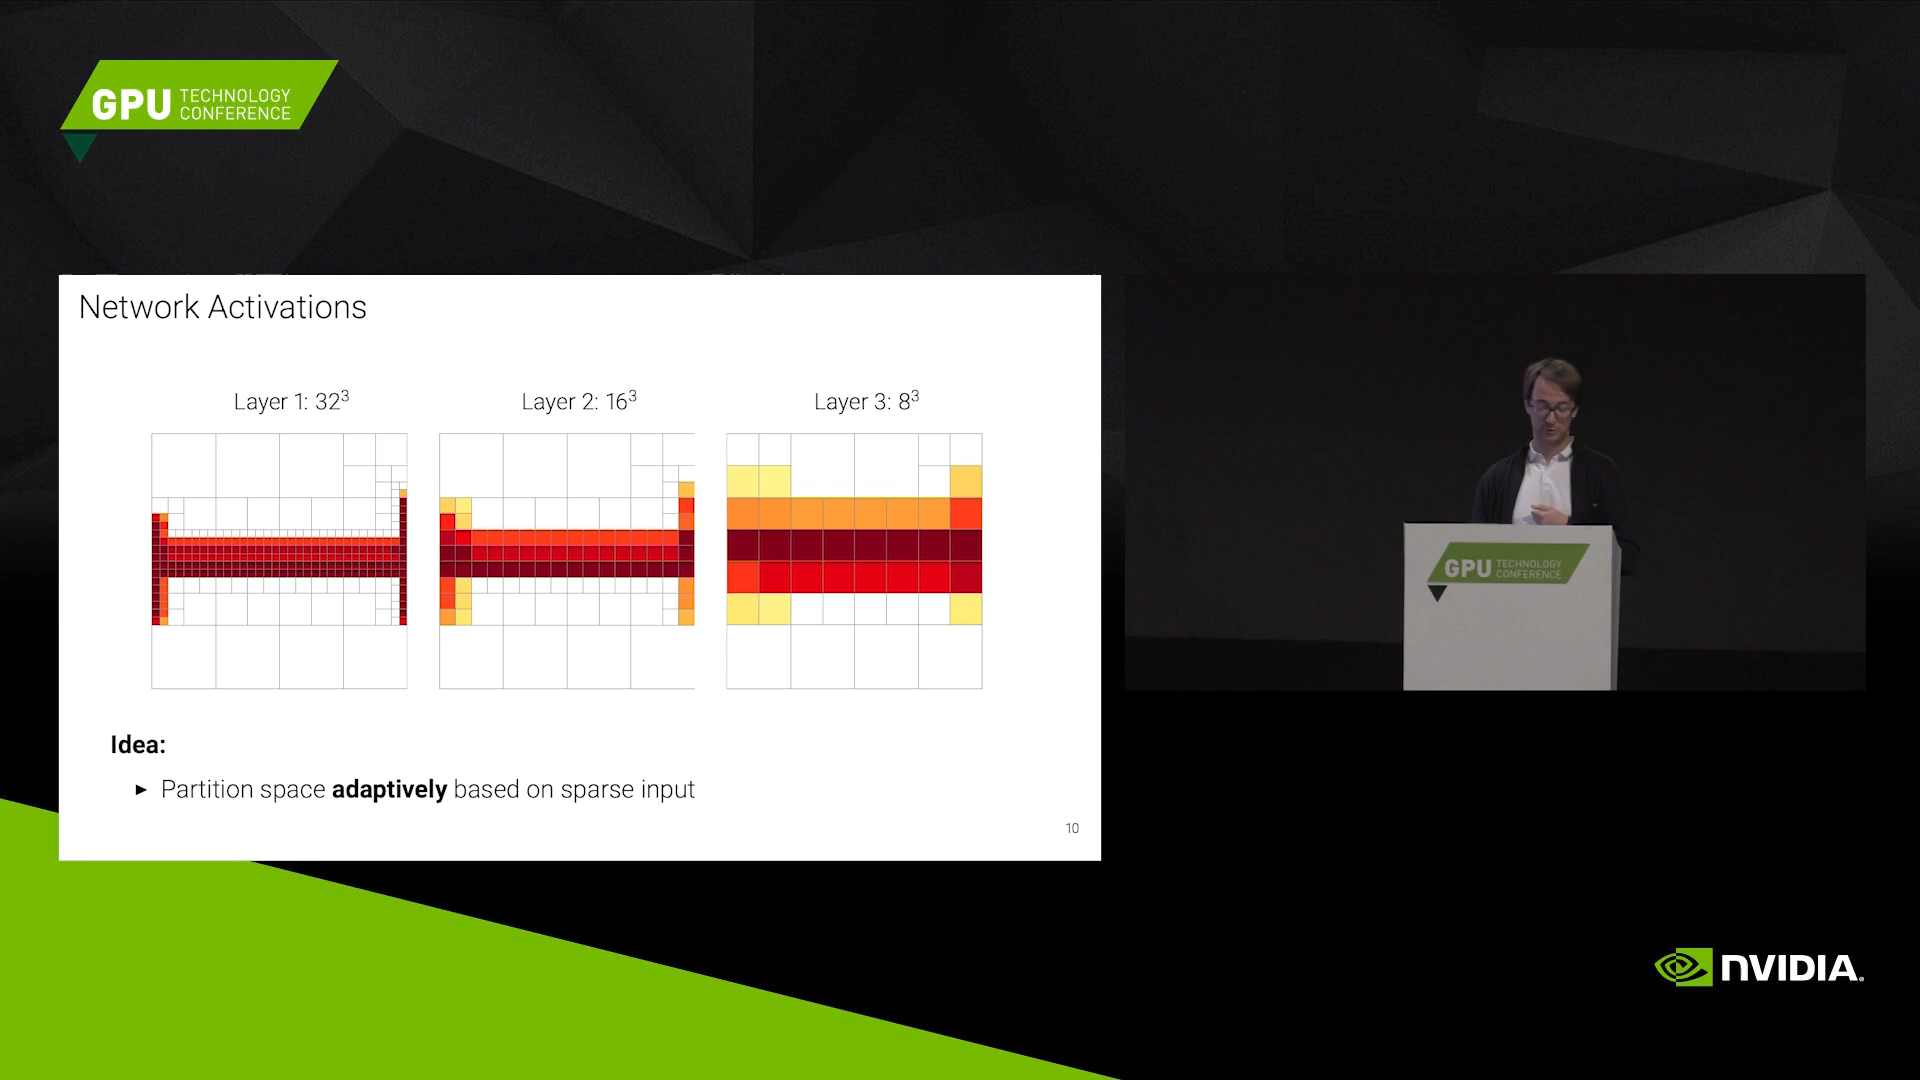 GPU TECHNOLOGY CONFERENCE
Network Activations
Layer 1: 32³
Layer 2: 16³
Layer 3: 8³
Idea:
► Partition space adaptively based on sparse input
10
GPU TECHNOLOGY CONFERENCE
NVIDIA.